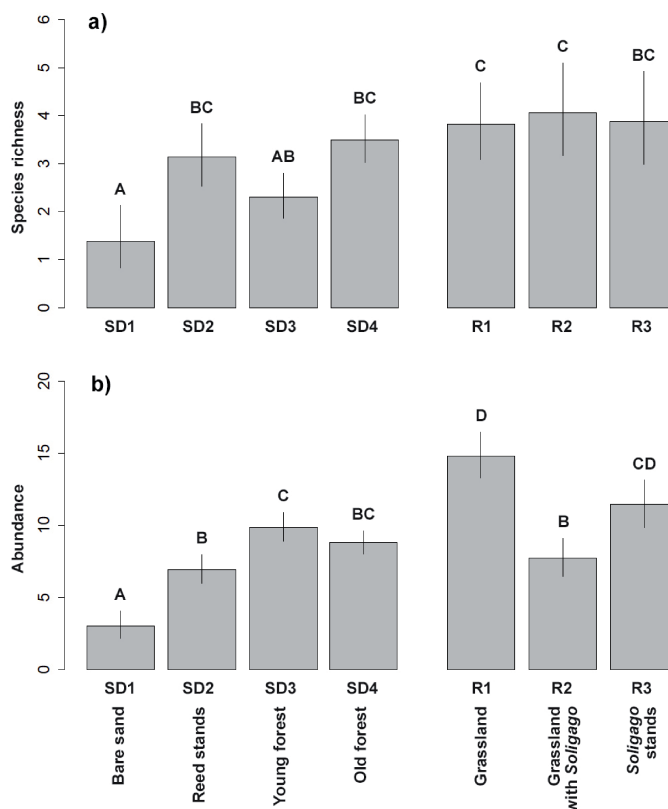 a)
Species richness
6
5
4
3
2
1
0
A
BC
AB
BC
C
C
BC
SD1 SD2 SD3 SD4 R1 R2 R3
b)
Abundance
20
15
10
5
0
A
B
C
BC
D
B
CD
SD1 SD2 SD3 SD4 R1 R2 R3
Bare sand
Reed stands
Young forest
Old forest
Grassland
Grassland
with Soligago
Soligago
stands